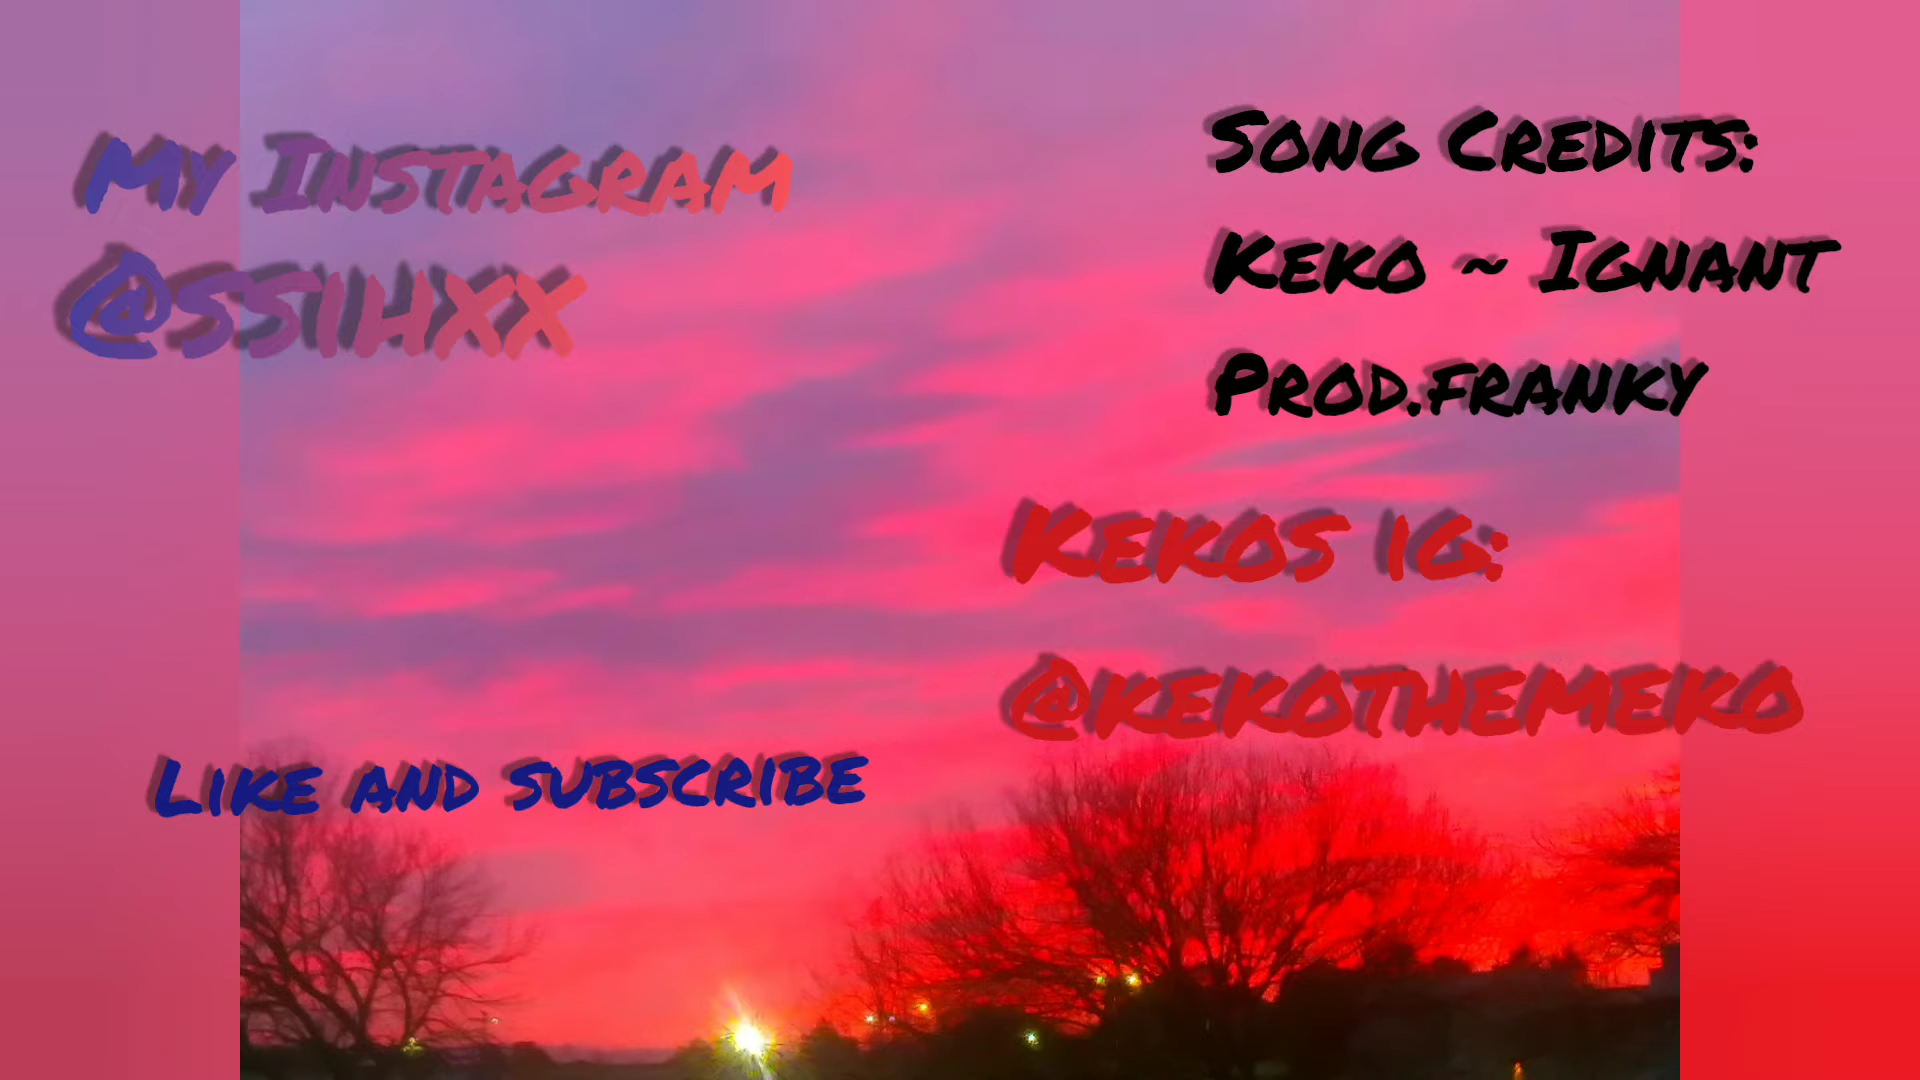 My Instagram
@ssihxx
Song Credits:
Keko ~ Ignant
Prod.franky
Kekos ig:
@kekothemeko
Like and subscribe